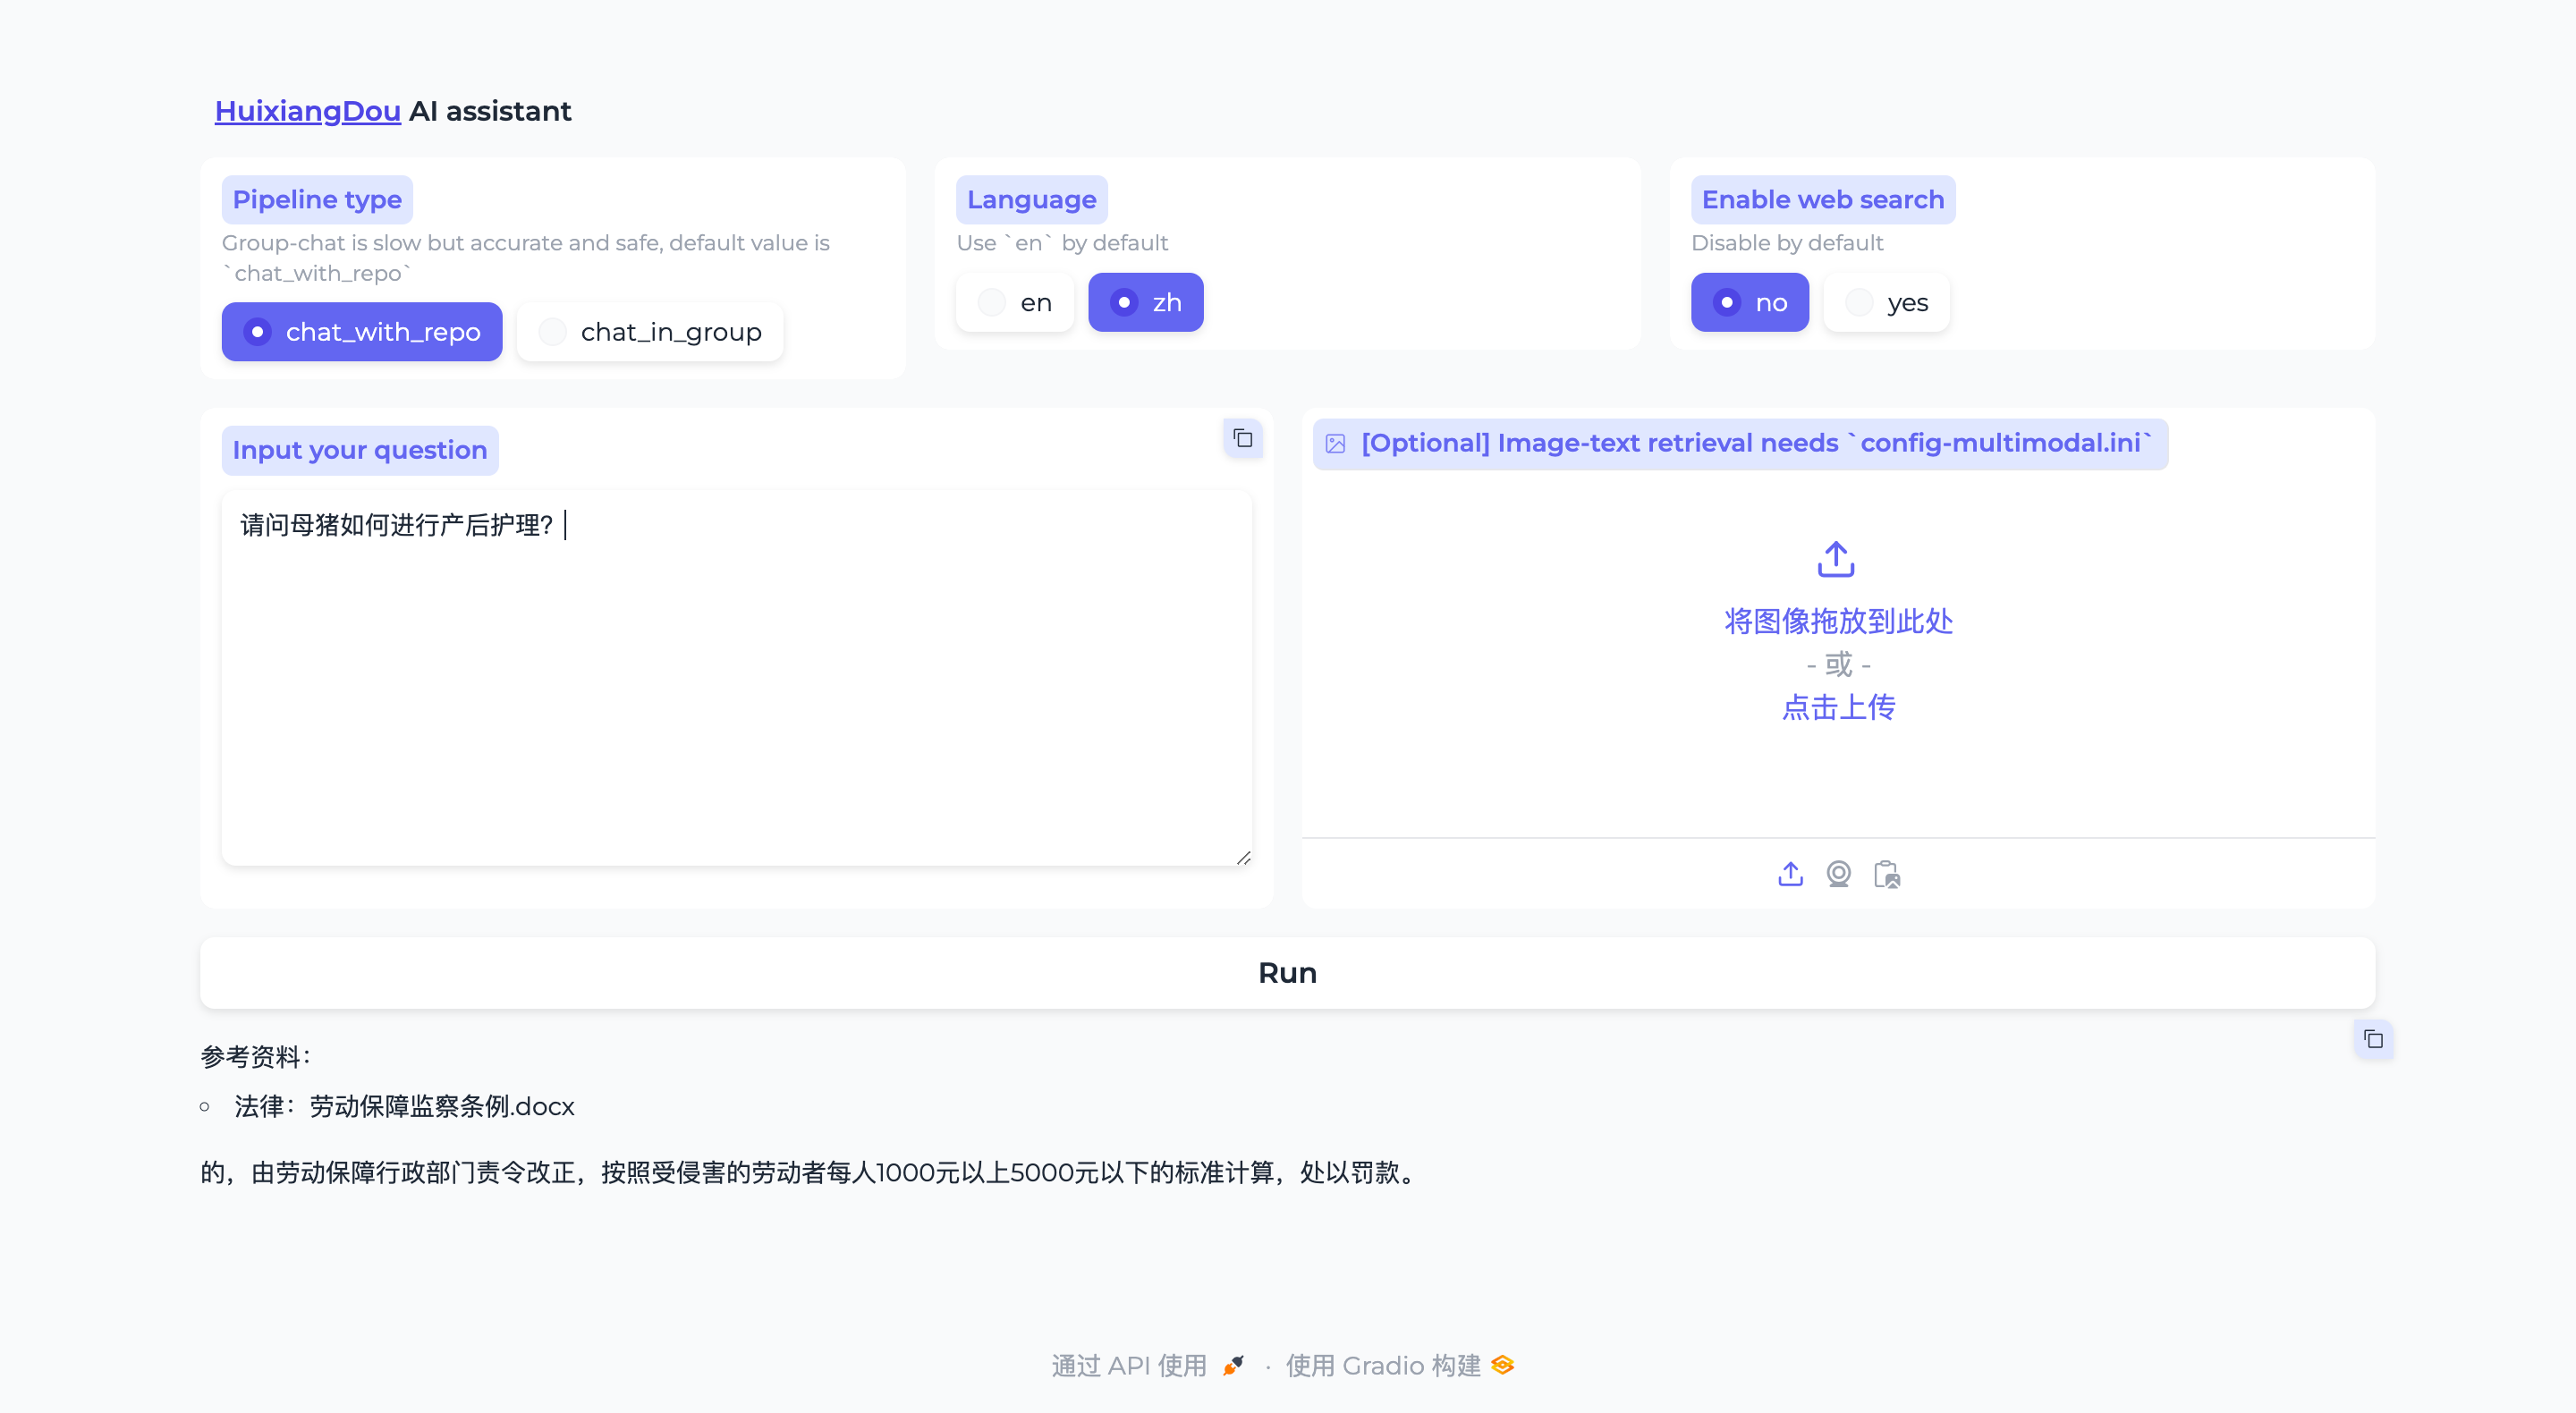 HuixiangDou AI assistant
Pipeline type
Group-chat is slow but accurate and safe, default value is
`chat_with_repo`
chat_with_repo
chat_in_group
Language
Use `en` by default
en
zh
Enable web search
Disable by default
no
yes
Input your question
请问母猪如何进行产后护理？
[Optional] Image-text retrieval needs `config-multimodal.ini`
将图像拖放到此处
- 或 -
点击上传
Run
参考资料：
法律：劳动保障监察条例.docx
的，由劳动保障行政部门责令改正，按照受侵害的劳动者每人1000元以上5000元以下的标准计算，处以罚款。
通过 API 使用 · 使用 Gradio 构建